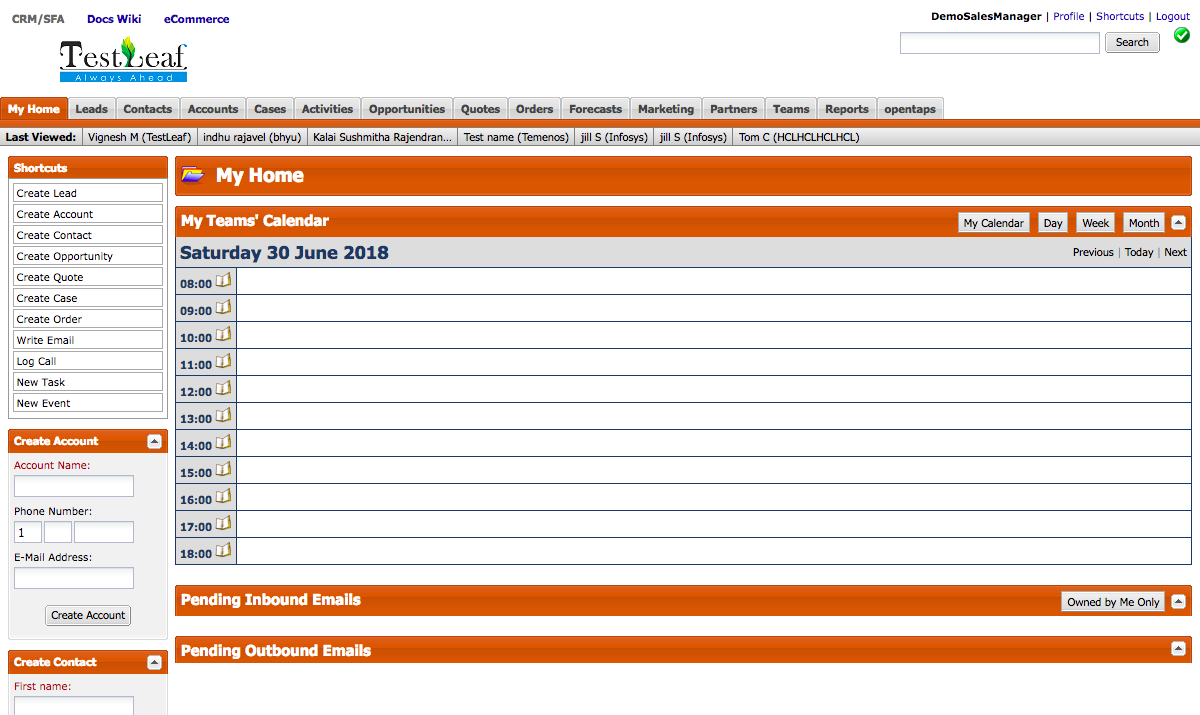 CRM/SFA Docs Wiki eCommerce
DemoSalesManager | Profile | Shortcuts | Logout
Search
TestLeaf
Always Ahead
My Home Leads Contacts Accounts Cases Activities Opportunities Quotes Orders Forecasts Marketing Partners Teams Reports opentaps
Last Viewed: Vignesh M (TestLeaf) indhu rajavel (bhyu) Kalai Sushmitha Rajendran... Test name (Temenos) jill S (Infosys) jill S (Infosys) Tom C (HCLHCLHCLHCL)
Shortcuts
Create Lead
Create Account
Create Contact
Create Opportunity
Create Quote
Create Case
Create Order
Write Email
Log Call
New Task
New Event
Create Account
Account Name:
Phone Number:
1
E-Mail Address:
Create Account
Create Contact
First name:
My Home
My Teams' Calendar My Calendar Day Week Month
Saturday 30 June 2018 Previous | Today | Next
08:00
09:00
10:00
11:00
12:00
13:00
14:00
15:00
16:00
17:00
18:00
Pending Inbound Emails Owned by Me Only
Pending Outbound Emails